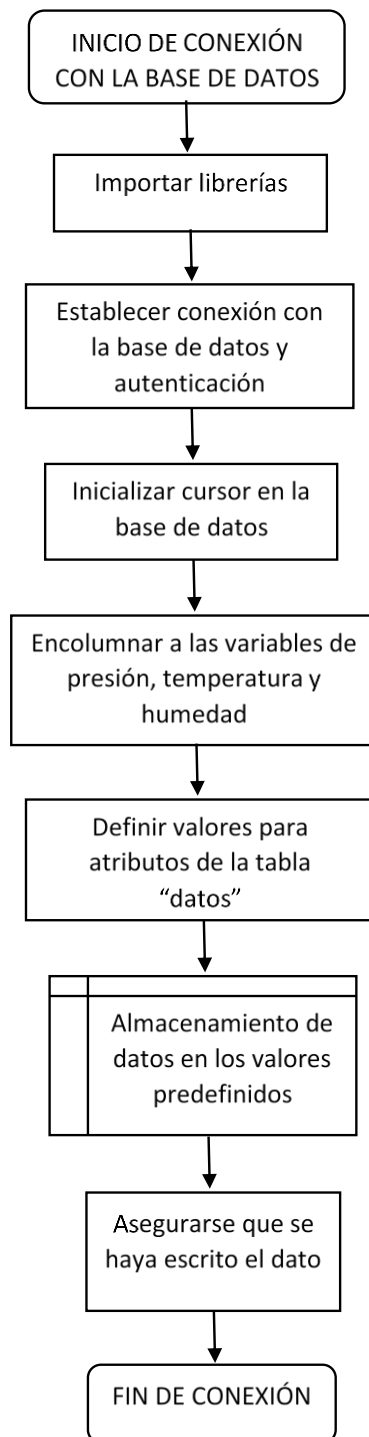 INICIO DE CONEXIÓN
CON LA BASE DE DATOS
Importar librerías
Establecer conexión con
la base de datos y
autenticación
Inicializar cursor en la
base de datos
Encolumnar a las variables de
presión, temperatura y
humedad
Definir valores para
atributos de la tabla
“datos”
Almacenamiento de
datos en los valores
predefinidos
Asegurarse que se
haya escrito el dato
FIN DE CONEXIÓN